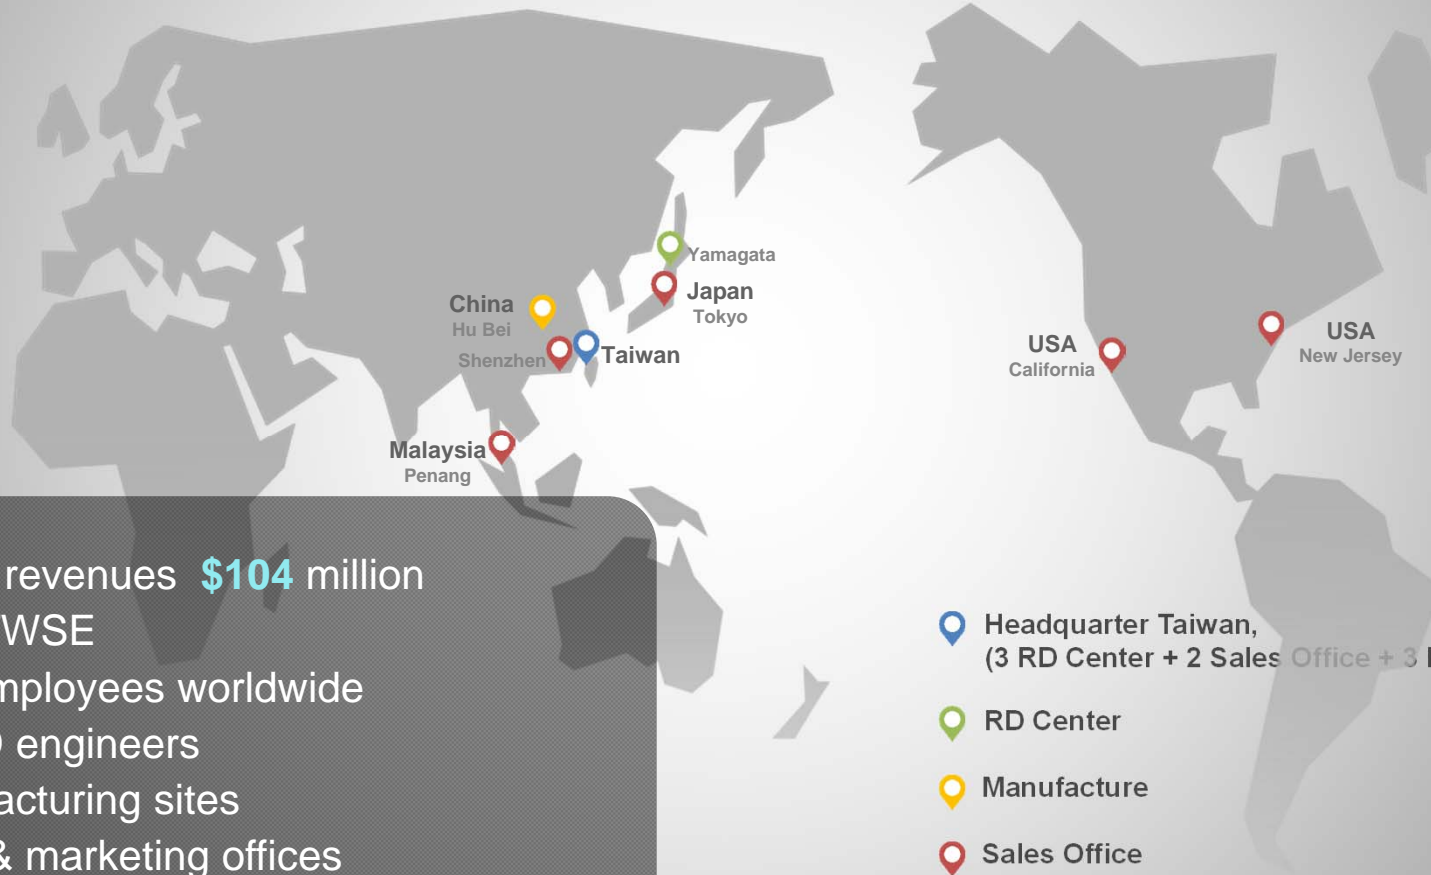 Yamagata
Japan
Tokyo
China
Hu Bei
Shenzhen
Taiwan
Malaysia
Penang
USA
California
USA
New Jersey
revenues $104 million
WSE
mployees worldwide
engineers
acturing sites
& marketing offices
Headquarter Taiwan,
(3 RD Center + 2 Sales Office + 3
RD Center
Manufacture
Sales Office